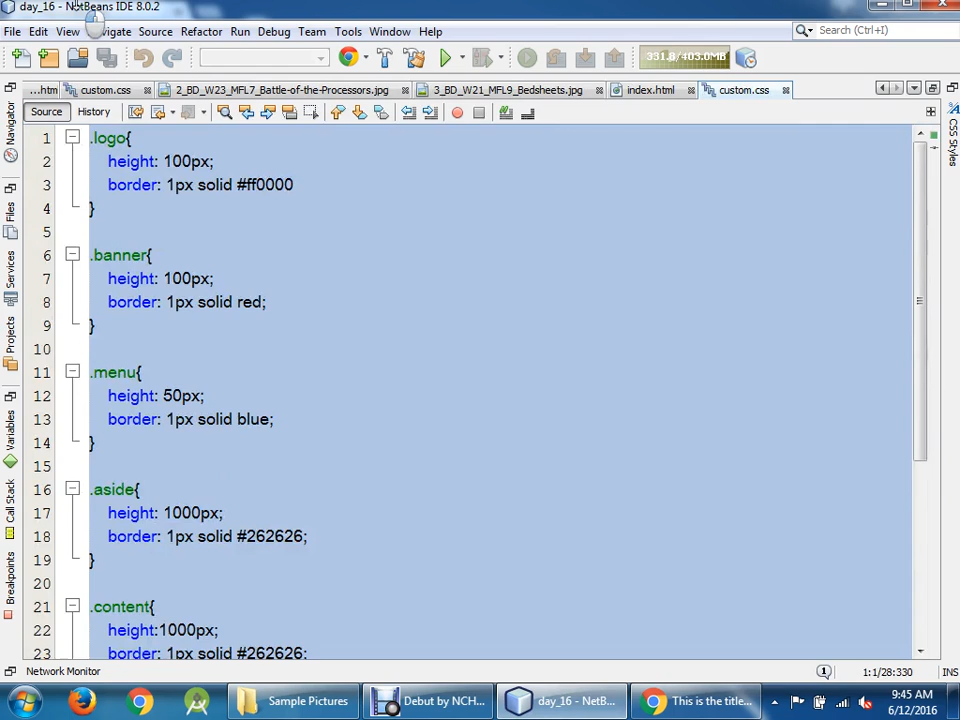 day_16 - NetBeans IDE 8.0.2
File Edit View Navigate Source Refactor Run Debug Team Tools Window Help
Search (Ctrl+I)
...htm custom.css 2_BD_W23_MFL7_Battle-of-the-Processors.jpg 3_BD_W21_MFL9_Bedsheets.jpg index.html custom.css
Source History
Navigator
Files
Services
Projects
Variables
Call Stack
Breakpoints
CSS Styles
1 .logo{
2 height: 100px;
3 border: 1px solid #ff0000
4 }
5
6 .banner{
7 height: 100px;
8 border: 1px solid red;
9 }
10
11 .menu{
12 height: 50px;
13 border: 1px solid blue;
14 }
15
16 .aside{
17 height: 1000px;
18 border: 1px solid #262626;
19 }
20
21 .content{
22 height:1000px;
23 border: 1px solid #262626;
Network Monitor
1:1/28:330 INS
Sample Pictures
Debut by NCH...
day_16 - NetB...
This is the title...
9:45 AM
6/12/2016